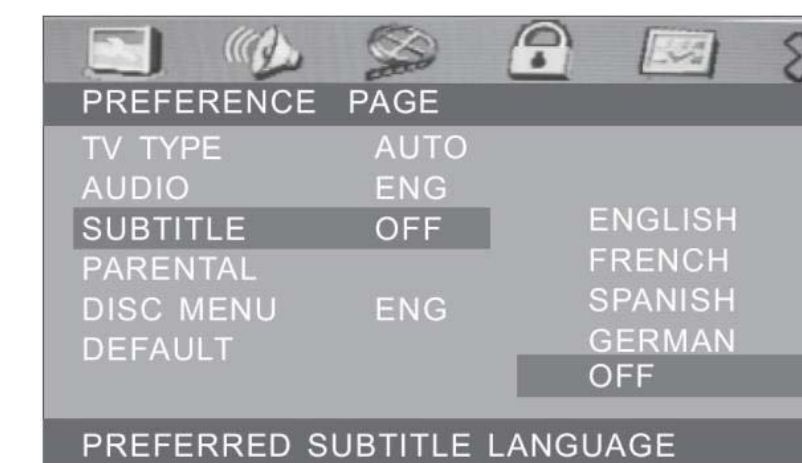 PREFERENCE PAGE
TV TYPE AUTO
AUDIO ENG
SUBTITLE OFF
PARENTAL
DISC MENU ENG
DEFAULT
ENGLISH
FRENCH
SPANISH
GERMAN
OFF
PREFERRED SUBTITLE LANGUAGE